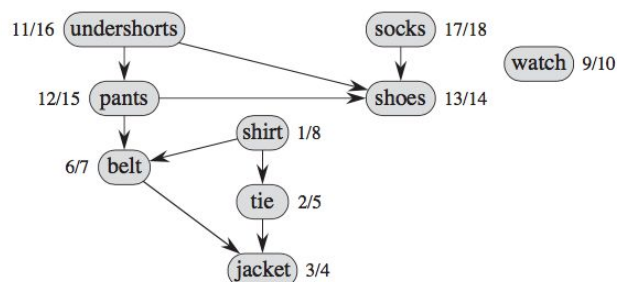 11/16 undershorts socks 17/18
watch 9/10
12/15 pants shoes 13/14
shirt 1/8
6/7 belt
tie 2/5
jacket 3/4